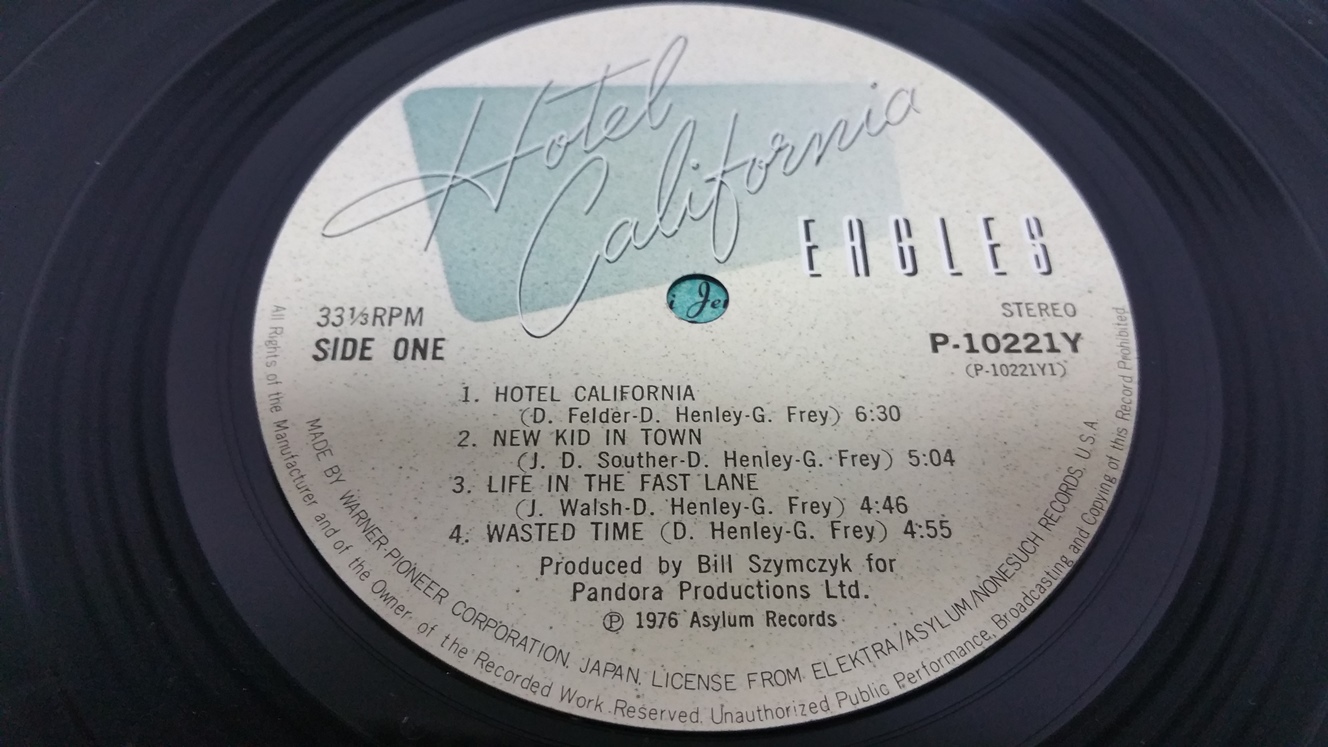 Hotel
California
EAGLES
33⅓RPM
SIDE ONE
STEREO
P-10221Y
(P-10221Y1)
1. HOTEL CALIFORNIA
(D. Felder-D. Henley-G. Frey) 6:30
2. NEW KID IN TOWN
(J. D. Souther-D. Henley-G. Frey) 5:04
3. LIFE IN THE FAST LANE
(J. Walsh-D. Henley-G. Frey) 4:46
4. WASTED TIME (D. Henley-G. Frey) 4:55
Produced by Bill Szymczyk for
Pandora Productions Ltd.
Ⓟ 1976 Asylum Records
MADE BY WARNER-PIONEER CORPORATION. JAPAN. LICENSE FROM ELEKTRA/ASYLUM/NONESUCH RECORDS, U.S.A.
All Rights of the Manufacturer and of the Owner of the Recorded Work Reserved. Unauthorized Public Performance, Broadcasting and Copying of this Record Prohibited